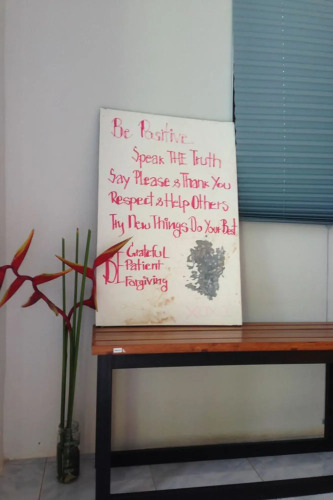 Be Positive
Speak THE Truth
Say Please & Thank You
Respect & Help Others
Try New Things Do Your Best
BE Grateful
Patient
Forgiving